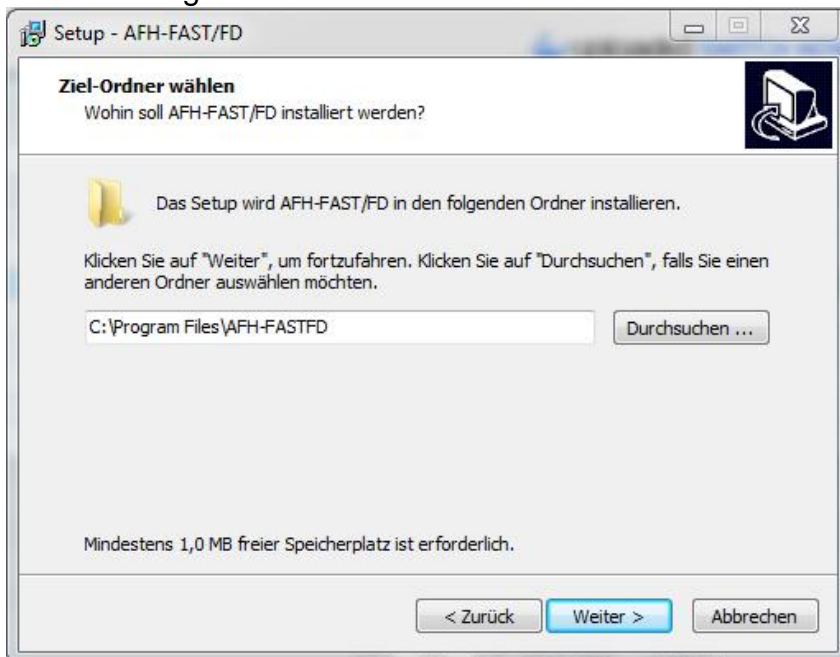 Setup - AFH-FAST/FD
Ziel-Ordner wählen
Wohin soll AFH-FAST/FD installiert werden?
Das Setup wird AFH-FAST/FD in den folgenden Ordner installieren.
Klicken Sie auf "Weiter", um fortzufahren. Klicken Sie auf "Durchsuchen", falls Sie einen
anderen Ordner auswählen möchten.
C:\Program Files\AFH-FASTFD
Durchsuchen ...
Mindestens 1,0 MB freier Speicherplatz ist erforderlich.
< Zurück
Weiter >
Abbrechen